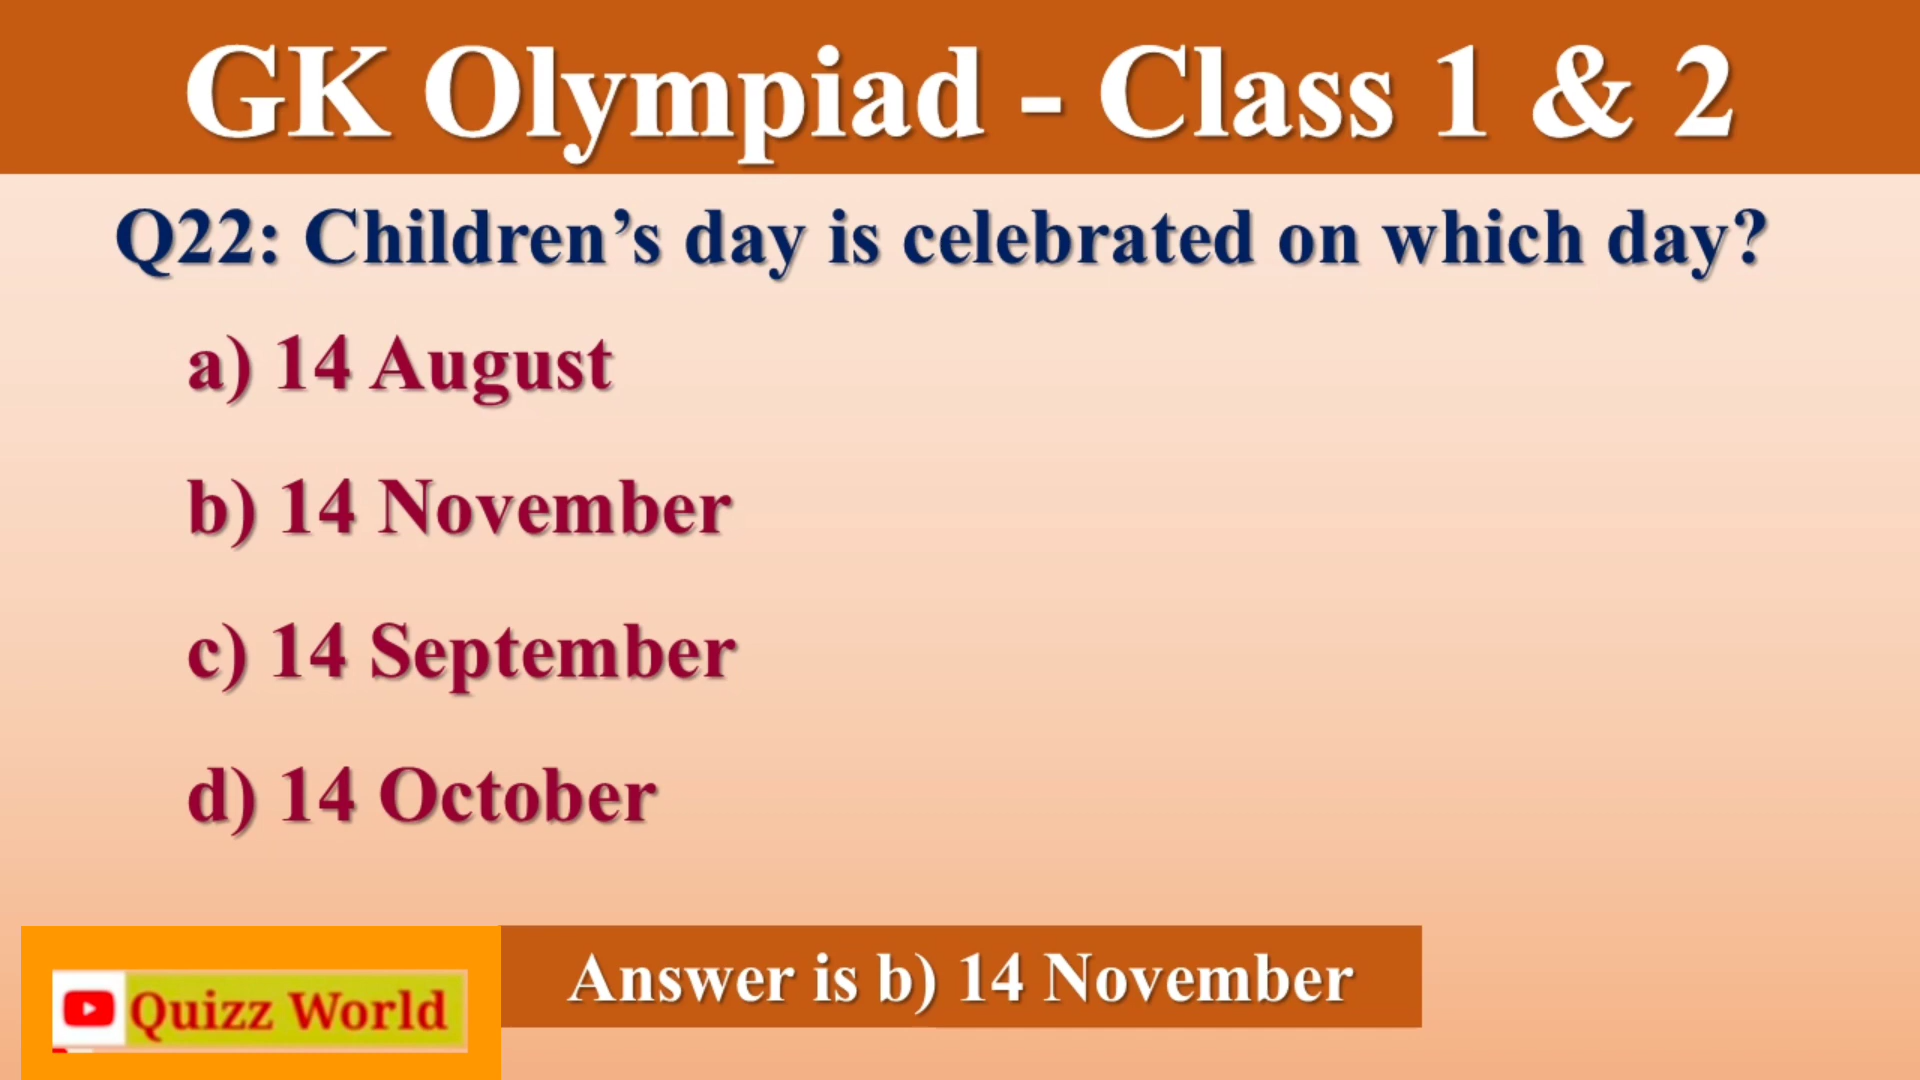 GK Olympiad - Class 1 & 2
Q22: Children’s day is celebrated on which day?
a) 14 August
b) 14 November
c) 14 September
d) 14 October
Answer is b) 14 November
Quizz World